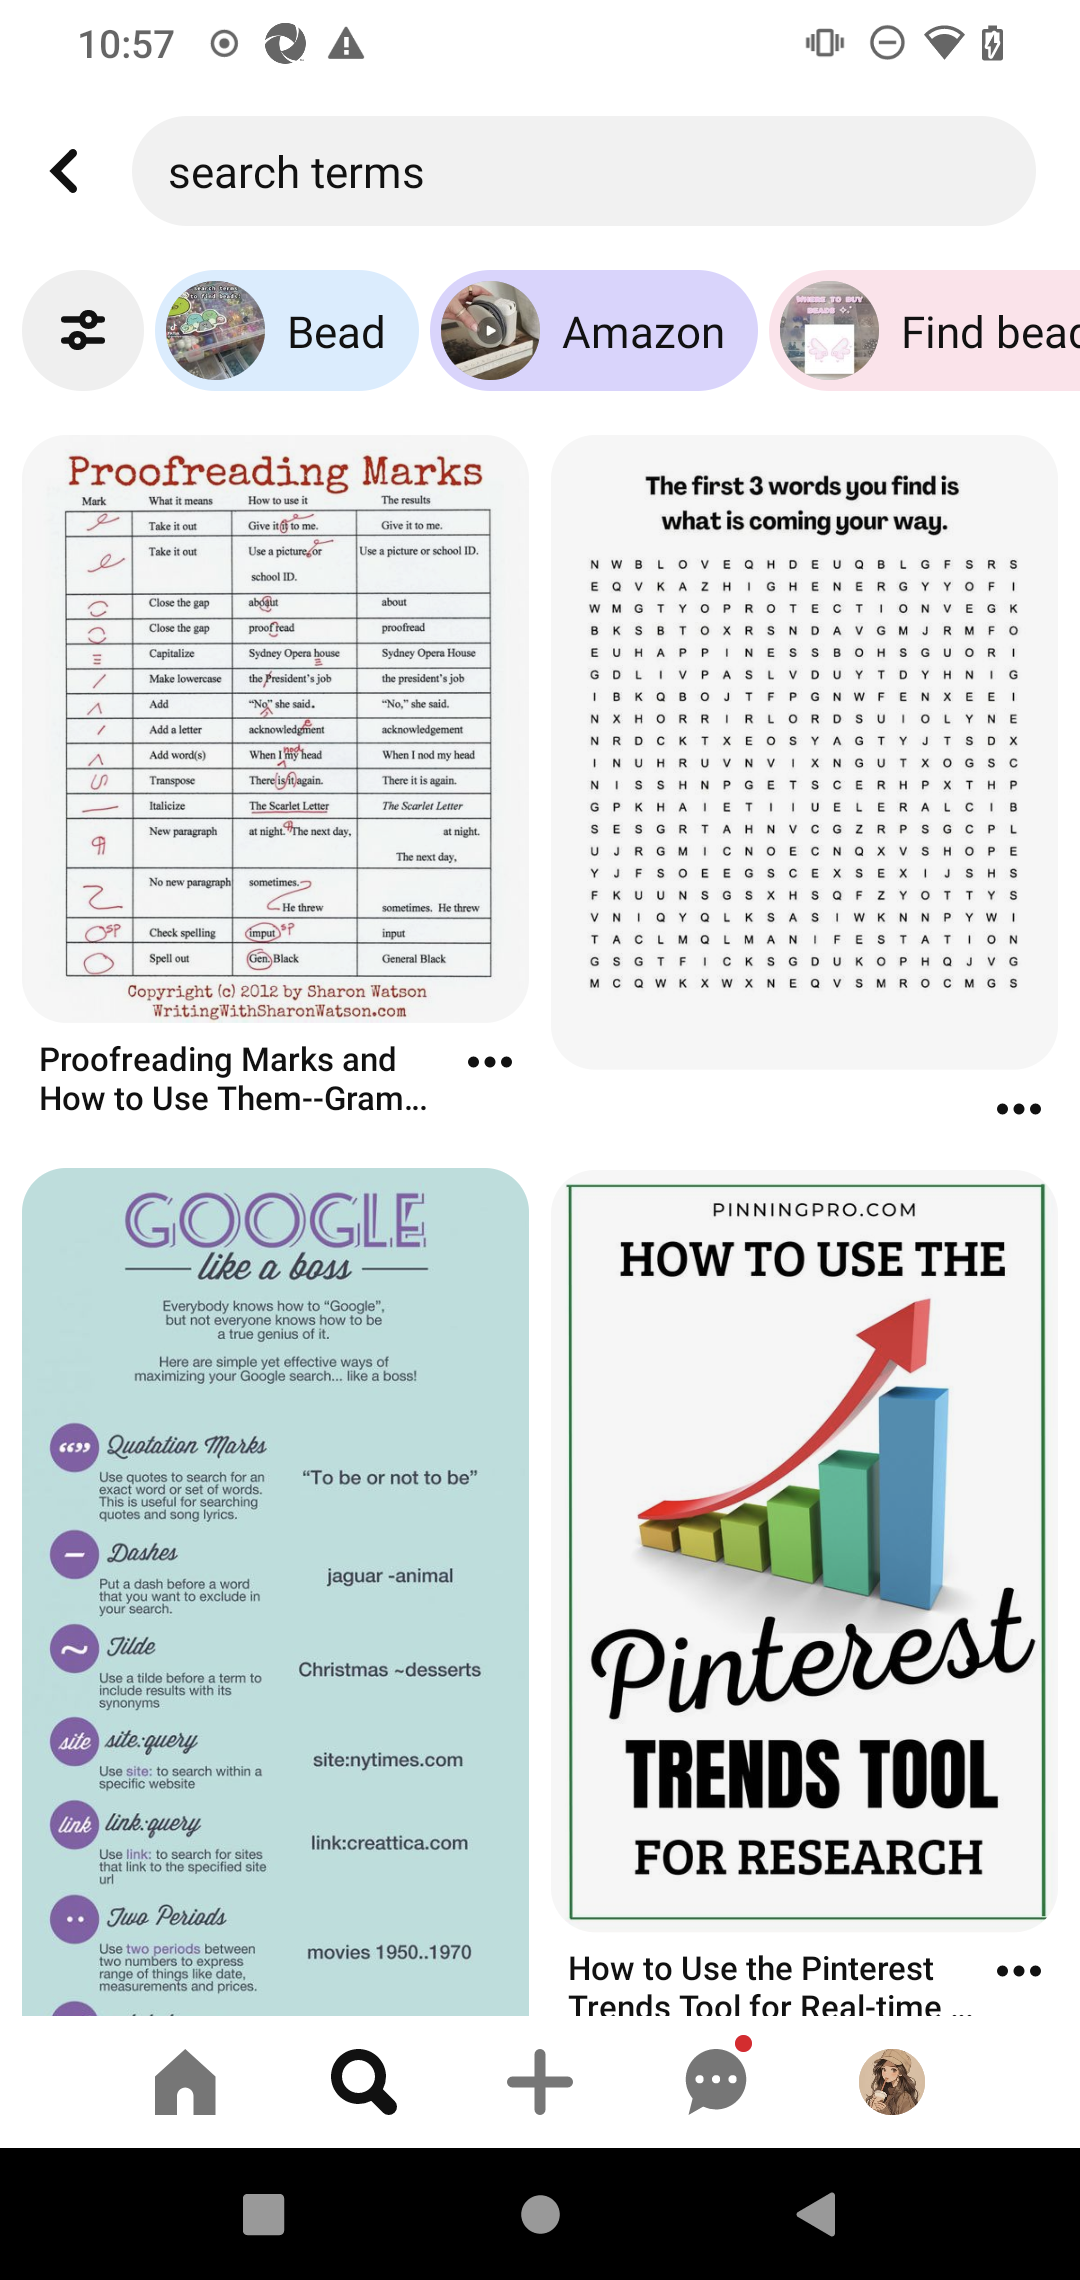 10:57
search terms
Bead
Amazon
Find bead
Proofreading Marks
Mark What it means How to use it The results
Take it out Give it it to me. Give it to me.
Take it out Use a picture, or school ID. Use a picture or school ID.
Close the gap about about
Close the gap proofread proofread
Capitalize Sydney Opera house Sydney Opera House
Make lowercase the President's job the president's job
Add "No," she said. "No," she said.
Add a letter acknowledgment acknowledgement
Add word(s) When I my head When I nod my head
nod
Transpose There is it again. There it is again.
Italicize The Scarlet Letter The Scarlet Letter
New paragraph at night. The next day, at night.
The next day,
No new paragraph sometimes.
He threw sometimes. He threw
Check spelling imput sp input
Spell out Gen. Black General Black
Copyright (c) 2012 by Sharon Watson
WritingWithSharonWatson.com
Proofreading Marks and
How to Use Them--Gram...
The first 3 words you find is
what is coming your way.
N W B L O V E Q H D E U Q B L G F S R S
E Q V K A Z H I G H E N E R G Y Y O F I
W M G T Y O P R O T E C T I O N V E G K
B K S B T O X R S N D A V G M J R M F O
E U H A P P I N E S S B O H S G U O R I
G D L I V P A S L V D U Y T D Y H N I G
I B K Q B O J T F P G N W F E N X E E I
N X H O R R I R L O R D S U I O L Y N E
N R D C K T X E O S Y A G T Y J T S D X
I N U H R U V N V I X N G U T X O G S C
N I S S H N P G E T S C E R H P X T H P
G P K H A I E T I I U E L E R A L C I B
S E S G R T A H N V C G Z R P S G C P L
U J R G M I C N O E C N Q X V S H O P E
Y J F S O E E G S C E X S E X I J S H S
F K U U N S G S X H S Q F Z Y O T T Y S
V N I Q Y Q L K S A S I W K N N P Y W I
T A C L M Q L M A N I F E S T A T I O N
G S G T F I C K S G D U K O P H Q J V G
M C Q W K X W X N E Q V S M R O C M G S
GOOGLE
like a boss
Everybody knows how to “Google”,
but not everyone knows how to be
a true genius of it.
Here are simple yet effective ways of
maximizing your Google search... like a boss!
Quotation Marks
Use quotes to search for an
exact word or set of words.
This is useful for searching
quotes and song lyrics.
“To be or not to be”
Dashes
Put a dash before a word
that you want to exclude in
your search.
jaguar -animal
Tilde
Use a tilde before a term to
include results with its
synonyms
Christmas ~desserts
site site:query
Use site: to search within a
specific website
site:nytimes.com
link link:query
Use link: to search for sites
that link to the specified site
url
link:creattica.com
Two Periods
Use two periods between
two numbers to express
range of things like date,
measurements and prices.
movies 1950..1970
PINNINGPRO.COM
HOW TO USE THE
Pinterest
TRENDS TOOL
FOR RESEARCH
How to Use the Pinterest
Trends Tool for Real-time ...